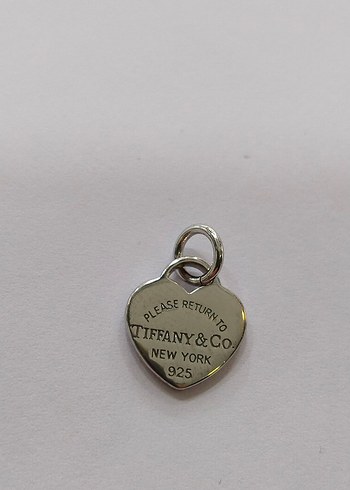 PLEASE RETURN TO
TIFFANY & CO.
NEW YORK
925